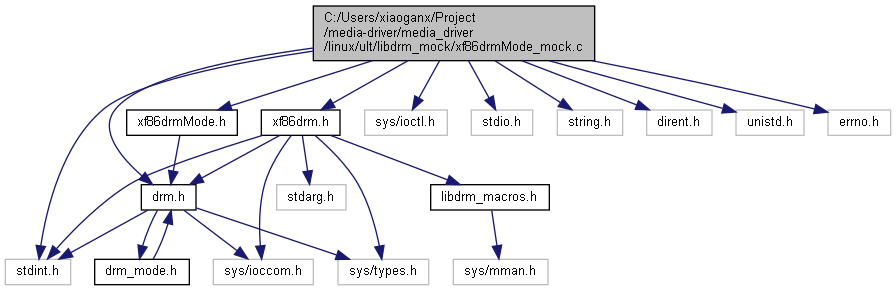 C:/Users/xiaoganx/Project
/media-driver/media_driver
/linux/ult/libdrm_mock/xf86drmMode_mock.c
xf86drmMode.h
xf86drm.h
sys/ioctl.h
stdio.h
string.h
dirent.h
unistd.h
errno.h
drm.h
stdarg.h
libdrm_macros.h
stdint.h
drm_mode.h
sys/ioccom.h
sys/types.h
sys/mman.h